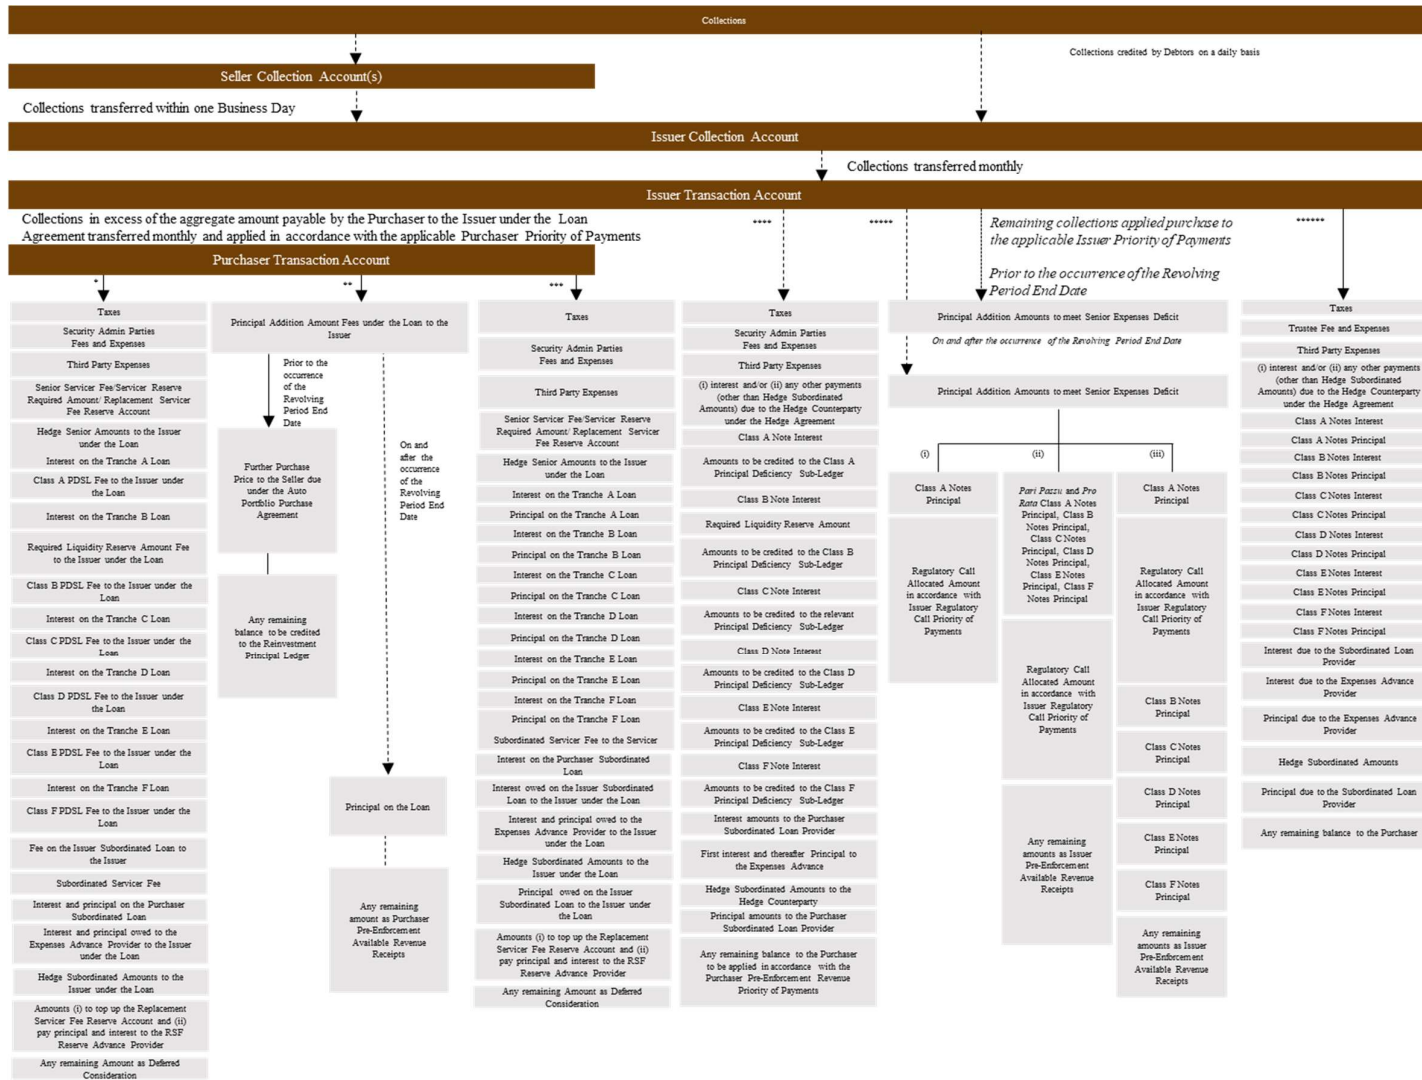 Collections
Collections credited by Debtors on a daily basis
Seller Collection Account(s)
Collections transferred within one Business Day
Issuer Collection Account
Collections transferred monthly
Issuer Transaction Account
Collections in excess of the aggregate amount payable by the Purchaser to the Issuer under the Loan
Agreement transferred monthly and applied in accordance with the applicable Purchaser Priority of Payments
Purchaser Transaction Account
*
Taxes
Security Admin Parties
Fees and Expenses
Third Party Expenses
Senior Servicer Fee/Servicer Reserve
Required Amount/ Replacement Servicer
Fee Reserve Account
Hedge Senior Amounts to the Issuer
under the Loan
Interest on the Tranche A Loan
Class A PDSL Fee to the Issuer under
the Loan
Interest on the Tranche B Loan
Required Liquidity Reserve Amount Fee
to the Issuer under the Loan
Class B PDSL Fee to the Issuer under the
Loan
Interest on the Tranche C Loan
Class C PDSL Fee to the Issuer under the
Loan
Interest on the Tranche D Loan
Class D PDSL Fee to the Issuer under
the Loan
Interest on the Tranche E Loan
Class E PDSL Fee to the Issuer under the
Loan
Interest on the Tranche F Loan
Class F PDSL Fee to the Issuer under the
Loan
Fee on the Issuer Subordinated Loan to
the Issuer
Subordinated Servicer Fee
Interest and principal on the Purchaser
Subordinated Loan
Interest and principal owed to the
Expenses Advance Provider to the Issuer
under the Loan
Hedge Subordinated Amounts to the
Issuer under the Loan
Amounts (i) to top up the Replacement
Servicer Fee Reserve Account and (ii)
pay principal and interest to the RSF
Reserve Advance Provider
Any remaining Amount as Deferred
Consideration
**
Principal Addition Amount Fees under the Loan to the
Issuer
Prior to the
occurrence
of the
Revolving
Period End
Date
Further Purchase
Price to the Seller due
under the Auto
Portfolio Purchase
Agreement
Any remaining
balance to be credited
to the Reinvestment
Principal Ledger
On and
after the
occurrence
of the
Revolving
Period End
Date
Principal on the Loan
Any remaining
amount as Purchaser
Pre-Enforcement
Available Revenue
Receipts
***
Taxes
Security Admin Parties
Fees and Expenses
Third Party Expenses
Senior Servicer Fee/Servicer Reserve
Required Amount/ Replacement Servicer
Fee Reserve Account
Hedge Senior Amounts to the Issuer
under the Loan
Interest on the Tranche A Loan
Principal on the Tranche A Loan
Interest on the Tranche B Loan
Principal on the Tranche B Loan
Interest on the Tranche C Loan
Principal on the Tranche C Loan
Interest on the Tranche D Loan
Principal on the Tranche D Loan
Interest on the Tranche E Loan
Principal on the Tranche E Loan
Interest on the Tranche F Loan
Principal on the Tranche F Loan
Subordinated Servicer Fee to the Servicer
Interest on the Purchaser Subordinated
Loan
Interest owed on the Issuer Subordinated
Loan to the Issuer under the Loan
Interest and principal owed to the
Expenses Advance Provider to the Issuer
under the Loan
Hedge Subordinated Amounts to the
Issuer under the Loan
Principal owed on the Issuer
Subordinated Loan to the Issuer under
the Loan
Amounts (i) to top up the Replacement
Servicer Fee Reserve Account and (ii)
pay principal and interest to the RSF
Reserve Advance Provider
Any remaining Amount as Deferred
Consideration
****
Taxes
Security Admin Parties
Fees and Expenses
Third Party Expenses
(i) interest and/or (ii) any other payments
(other than Hedge Subordinated
Amounts) due to the Hedge Counterparty
under the Hedge Agreement
Class A Note Interest
Amounts to be credited to the Class A
Principal Deficiency Sub-Ledger
Class B Note Interest
Required Liquidity Reserve Amount
Amounts to be credited to the Class B
Principal Deficiency Sub-Ledger
Class C Note Interest
Amounts to be credited to the relevant
Principal Deficiency Sub-Ledger
Class D Note Interest
Amounts to be credited to the Class D
Principal Deficiency Sub-Ledger
Class E Note Interest
Amounts to be credited to the Class E
Principal Deficiency Sub-Ledger
Class F Note Interest
Amounts to be credited to the Class F
Principal Deficiency Sub-Ledger
Interest amounts to the Purchaser
Subordinated Loan Provider
First interest and thereafter Principal to
the Expenses Advance
Hedge Subordinated Amounts to the
Hedge Counterparty
Principal amounts to the Purchaser
Subordinated Loan Provider
Any remaining balance to the Purchaser
to be applied in accordance with the
Purchaser Pre-Enforcement Revenue
Priority of Payments
*****
Remaining collections applied purchase to
the applicable Issuer Priority of Payments
Prior to the occurrence of the Revolving
Period End Date
Principal Addition Amounts to meet Senior Expenses Deficit
On and after the occurrence of the Revolving Period End Date
Principal Addition Amounts to meet Senior Expenses Deficit
(i)
Class A Notes
Principal
Regulatory Call
Allocated Amount
in accordance with
Issuer Regulatory
Call Priority of
Payments
(ii)
Pari Passu and Pro
Rata Class A Notes
Principal, Class B
Notes Principal,
Class C Notes
Principal, Class D
Notes Principal,
Class E Notes
Principal, Class F
Notes Principal
Regulatory Call
Allocated Amount
in accordance with
Issuer Regulatory
Call Priority of
Payments
Any remaining
amounts as Issuer
Pre-Enforcement
Available Revenue
Receipts
(iii)
Class A Notes
Principal
Regulatory Call
Allocated Amount
in accordance with
Issuer Regulatory
Call Priority of
Payments
Class B Notes
Principal
Class C Notes
Principal
Class D Notes
Principal
Class E Notes
Principal
Class F Notes
Principal
Any remaining
amounts as Issuer
Pre-Enforcement
Available Revenue
Receipts
******
Taxes
Trustee Fee and Expenses
Third Party Expenses
(i) interest and/or (ii) any other payments
(other than Hedge Subordinated
Amounts) due to the Hedge Counterparty
under the Hedge Agreement
Class A Notes Interest
Class A Notes Principal
Class B Notes Interest
Class B Notes Principal
Class C Notes Interest
Class C Notes Principal
Class D Notes Interest
Class D Notes Principal
Class E Notes Interest
Class E Notes Principal
Class F Notes Interest
Class F Notes Principal
Interest due to the Subordinated Loan
Provider
Interest due to the Expenses Advance
Provider
Principal due to the Expenses Advance
Provider
Hedge Subordinated Amounts
Principal due to the Subordinated Loan
Provider
Any remaining balance to the Purchaser